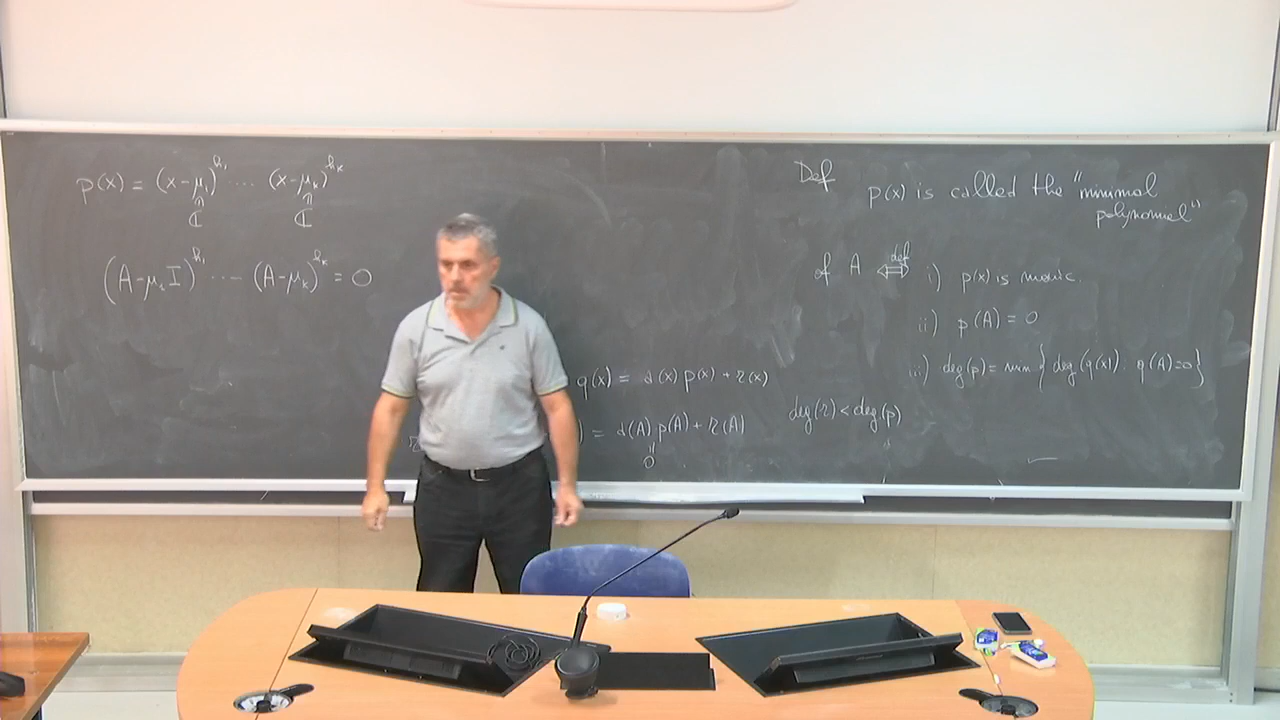 p(x) = (x-μ₁)^k₁ .... (x-μₖ)^kₖ
ℂ ℂ
(A-μ₁I)^k₁ .... (A-μₖ)^kₖ = 0
q(x) = d(x) p(x) + r(x)
) = d(A) p(A) + r(A)
0
deg(r) < deg(p)
Def p(x) is called the "minimal
polynomial"
of A ⇔ def i) p(x) is monic.
ii) p(A) = 0
iii) deg(p) = min { deg(q(x)) : q(A)=0 }